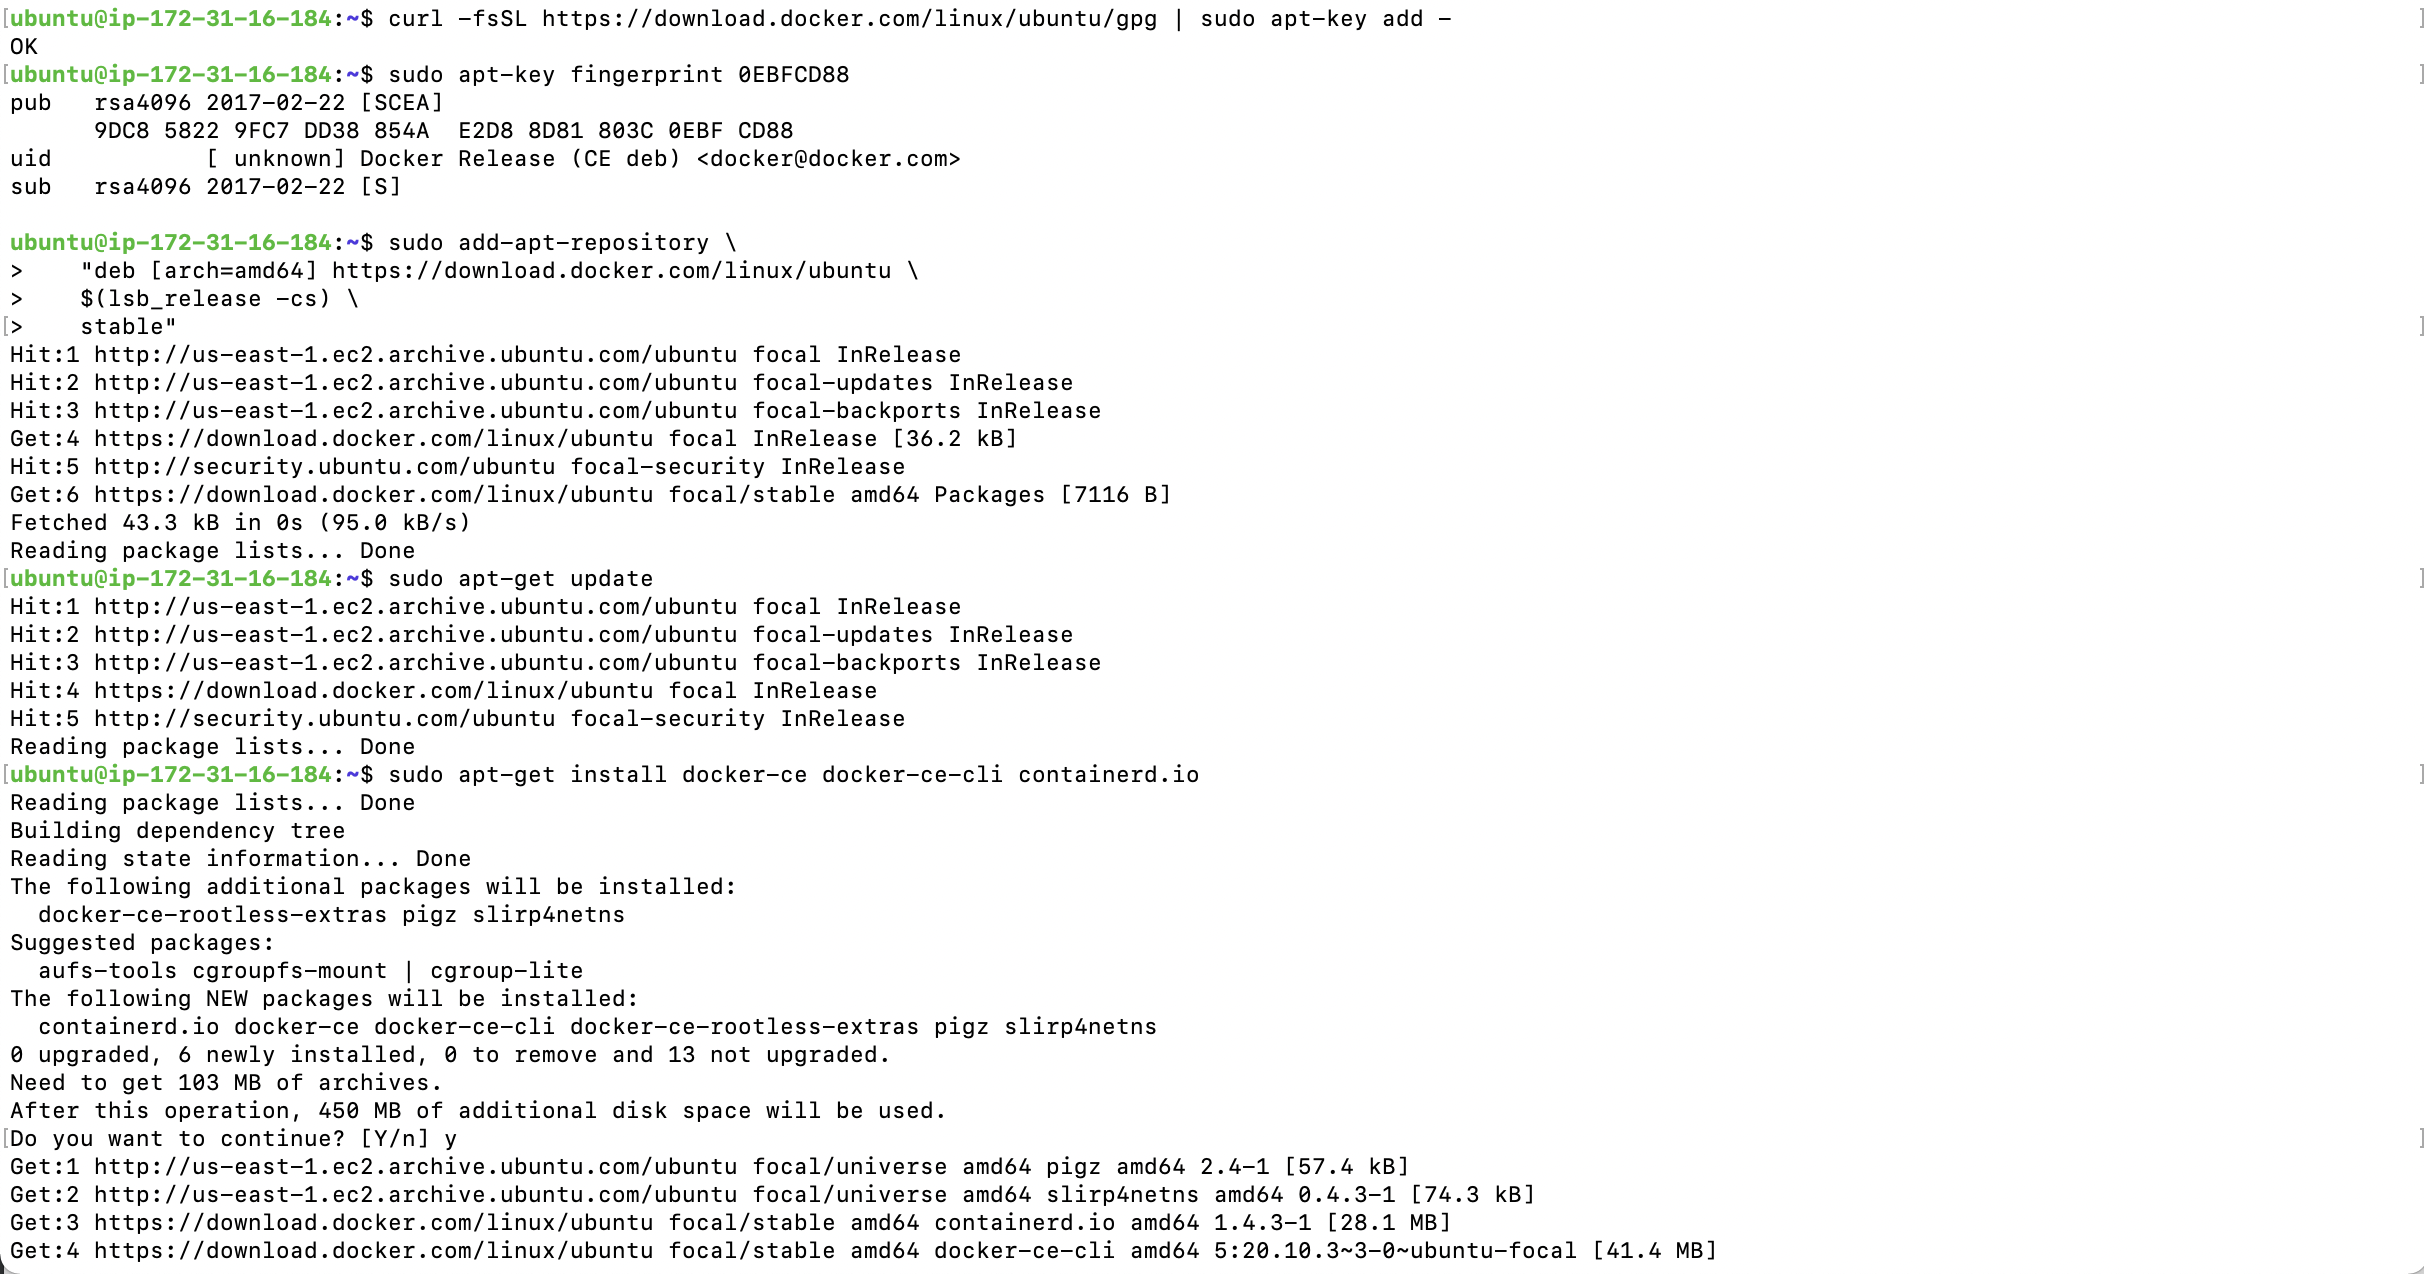 [ubuntu@ip-172-31-16-184:~$ curl -fsSL https://download.docker.com/linux/ubuntu/gpg | sudo apt-key add - ]
OK
[ubuntu@ip-172-31-16-184:~$ sudo apt-key fingerprint 0EBFCD88 ]
pub   rsa4096 2017-02-22 [SCEA]
      9DC8 5822 9FC7 DD38 854A  E2D8 8D81 803C 0EBF CD88
uid           [ unknown] Docker Release (CE deb) <docker@docker.com>
sub   rsa4096 2017-02-22 [S]
ubuntu@ip-172-31-16-184:~$ sudo add-apt-repository \
>    "deb [arch=amd64] https://download.docker.com/linux/ubuntu \
>    $(lsb_release -cs) \
[>    stable" ]
Hit:1 http://us-east-1.ec2.archive.ubuntu.com/ubuntu focal InRelease
Hit:2 http://us-east-1.ec2.archive.ubuntu.com/ubuntu focal-updates InRelease
Hit:3 http://us-east-1.ec2.archive.ubuntu.com/ubuntu focal-backports InRelease
Get:4 https://download.docker.com/linux/ubuntu focal InRelease [36.2 kB]
Hit:5 http://security.ubuntu.com/ubuntu focal-security InRelease
Get:6 https://download.docker.com/linux/ubuntu focal/stable amd64 Packages [7116 B]
Fetched 43.3 kB in 0s (95.0 kB/s)
Reading package lists... Done
[ubuntu@ip-172-31-16-184:~$ sudo apt-get update ]
Hit:1 http://us-east-1.ec2.archive.ubuntu.com/ubuntu focal InRelease
Hit:2 http://us-east-1.ec2.archive.ubuntu.com/ubuntu focal-updates InRelease
Hit:3 http://us-east-1.ec2.archive.ubuntu.com/ubuntu focal-backports InRelease
Hit:4 https://download.docker.com/linux/ubuntu focal InRelease
Hit:5 http://security.ubuntu.com/ubuntu focal-security InRelease
Reading package lists... Done
[ubuntu@ip-172-31-16-184:~$ sudo apt-get install docker-ce docker-ce-cli containerd.io ]
Reading package lists... Done
Building dependency tree
Reading state information... Done
The following additional packages will be installed:
  docker-ce-rootless-extras pigz slirp4netns
Suggested packages:
  aufs-tools cgroupfs-mount | cgroup-lite
The following NEW packages will be installed:
  containerd.io docker-ce docker-ce-cli docker-ce-rootless-extras pigz slirp4netns
0 upgraded, 6 newly installed, 0 to remove and 13 not upgraded.
Need to get 103 MB of archives.
After this operation, 450 MB of additional disk space will be used.
[Do you want to continue? [Y/n] y ]
Get:1 http://us-east-1.ec2.archive.ubuntu.com/ubuntu focal/universe amd64 pigz amd64 2.4-1 [57.4 kB]
Get:2 http://us-east-1.ec2.archive.ubuntu.com/ubuntu focal/universe amd64 slirp4netns amd64 0.4.3-1 [74.3 kB]
Get:3 https://download.docker.com/linux/ubuntu focal/stable amd64 containerd.io amd64 1.4.3-1 [28.1 MB]
Get:4 https://download.docker.com/linux/ubuntu focal/stable amd64 docker-ce-cli amd64 5:20.10.3~3-0~ubuntu-focal [41.4 MB]